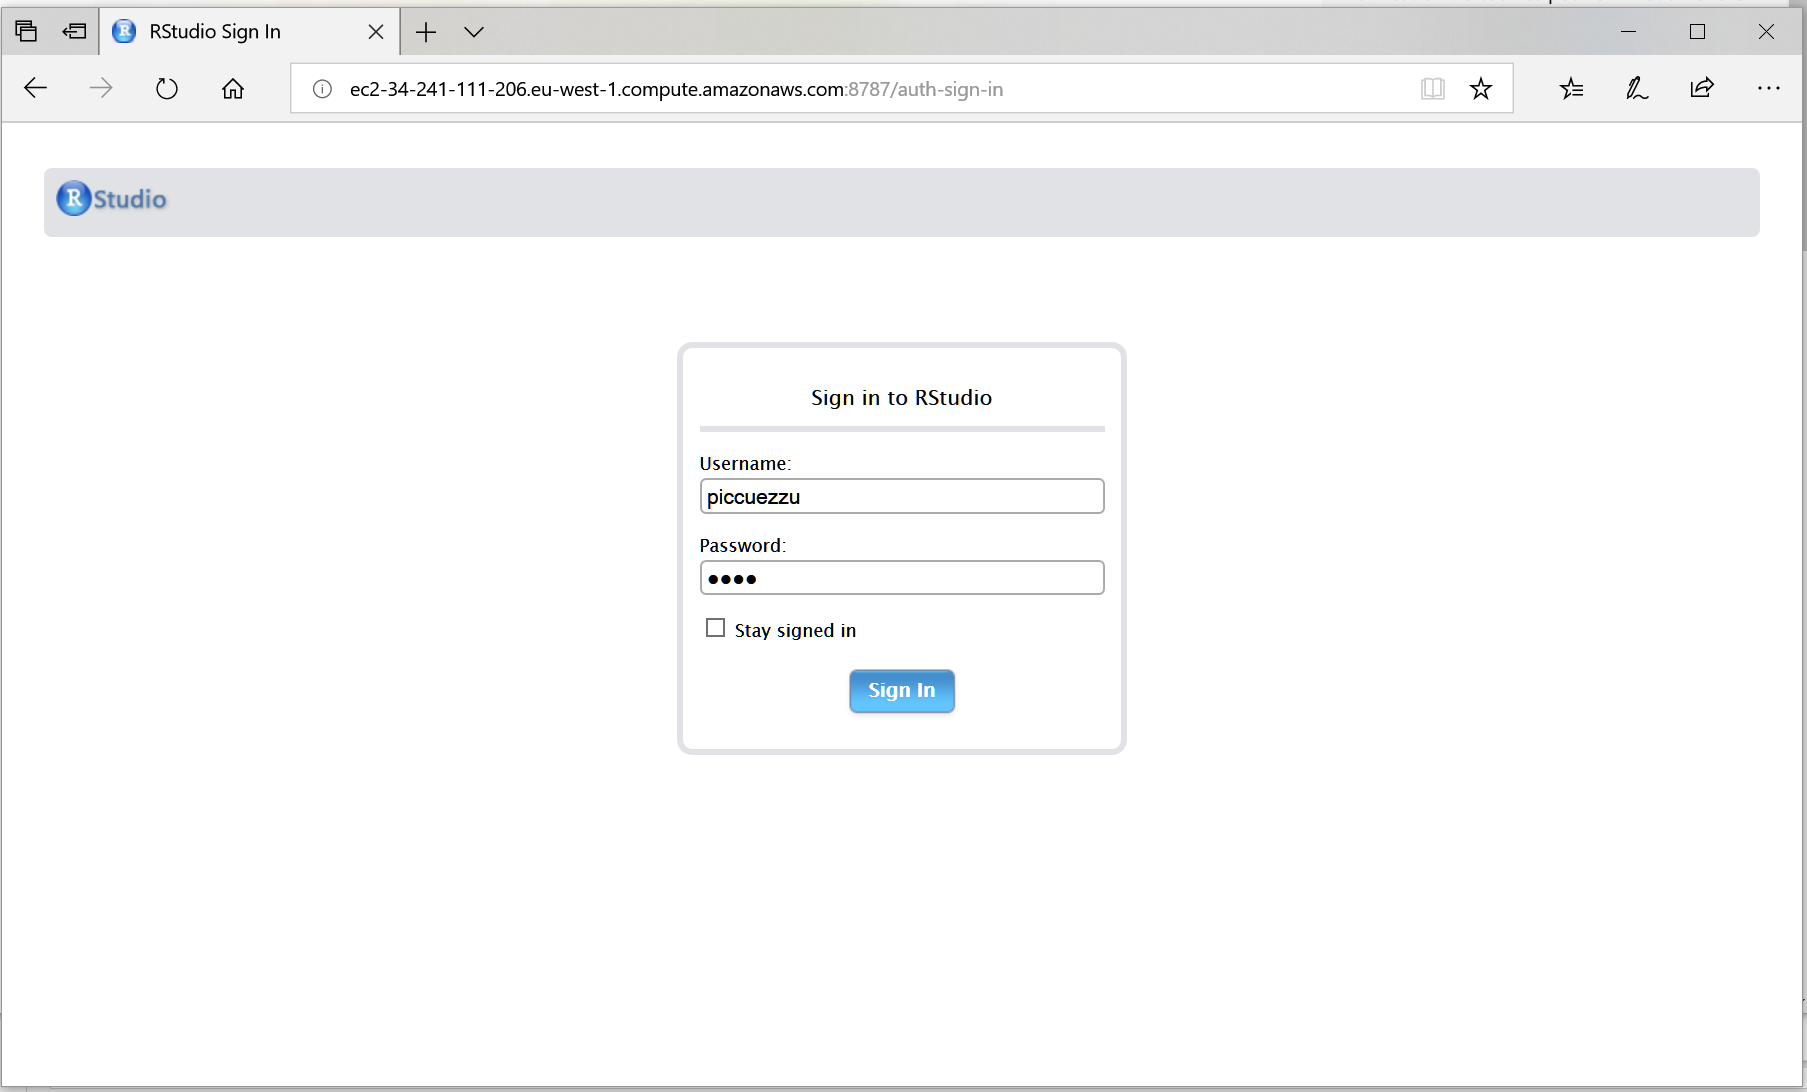 RStudio Sign In
ec2-34-241-111-206.eu-west-1.compute.amazonaws.com:8787/auth-sign-in
R Studio
Sign in to RStudio
Username:
piccuezzu
Password:
••••
Stay signed in
Sign In